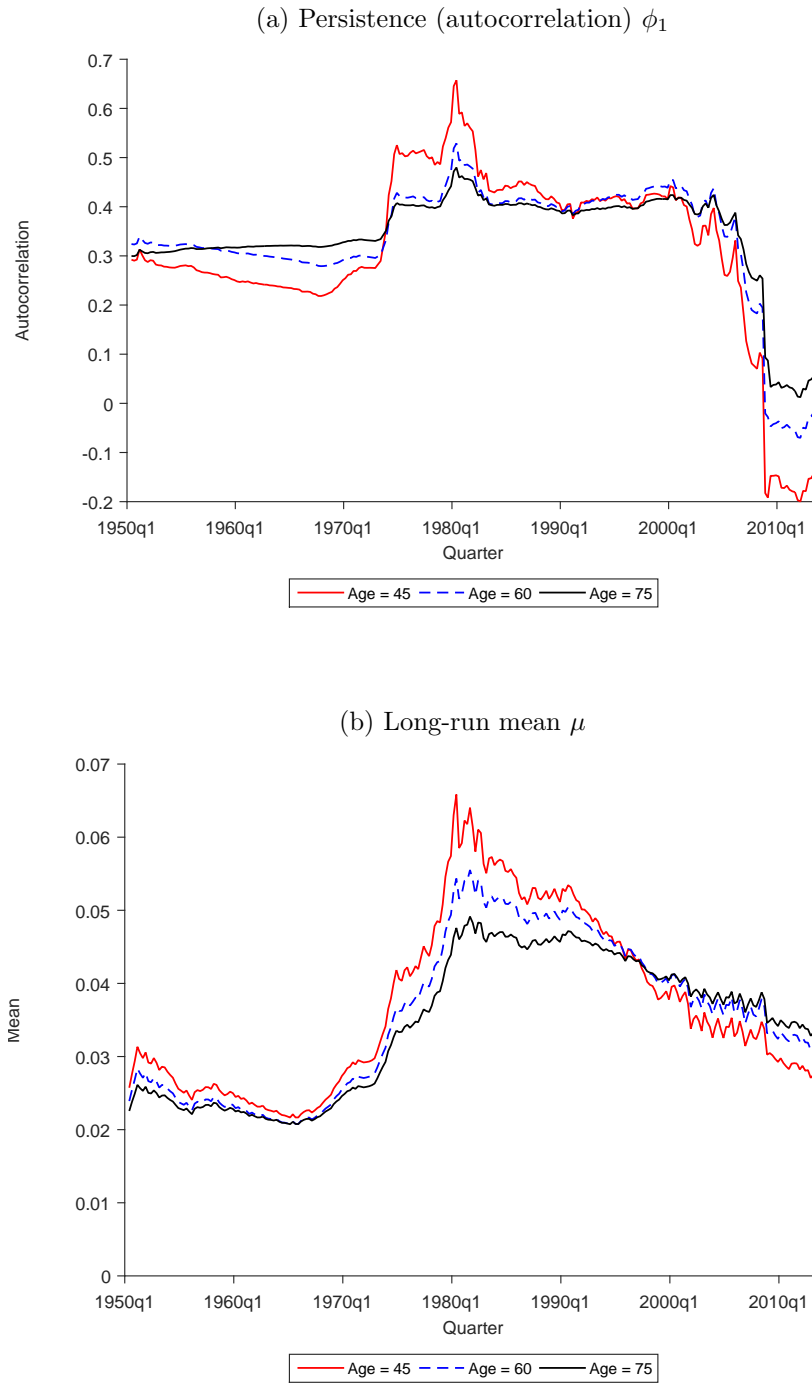 (a) Persistence (autocorrelation) ϕ₁
0.7
0.6
0.5
0.4
0.3
0.2
0.1
0
-0.1
-0.2
Autocorrelation
1950q1 1960q1 1970q1 1980q1 1990q1 2000q1 2010q1
Quarter
Age = 45 Age = 60 Age = 75
(b) Long-run mean μ
0.07
0.06
0.05
0.04
0.03
0.02
0.01
0
Mean
1950q1 1960q1 1970q1 1980q1 1990q1 2000q1 2010q1
Quarter
Age = 45 Age = 60 Age = 75